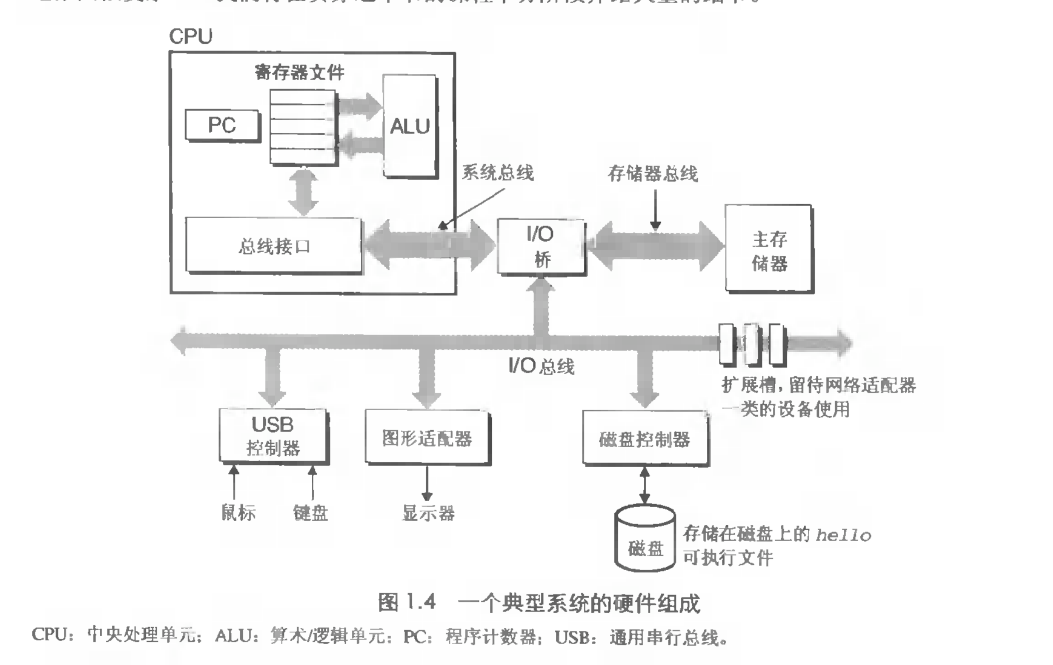 CPU
寄存器文件
PC
ALU
系统总线
存储器总线
总线接口
I/O
桥
主存
储器
I/O 总线
扩展槽，留待网络适配器
一类的设备使用
USB
控制器
图形适配器
磁盘控制器
鼠标
键盘
显示器
磁盘
存储在磁盘上的 hello
可执行文件
图 1.4 一个典型系统的硬件组成
CPU：中央处理单元；ALU：算术/逻辑单元；PC：程序计数器；USB：通用串行总线。